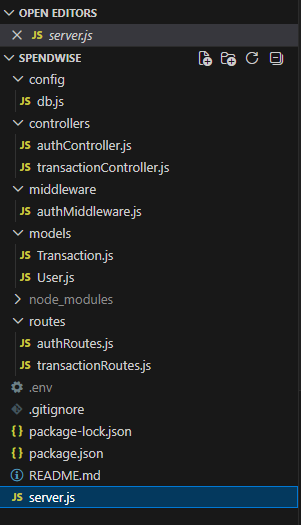 OPEN EDITORS
JS server.js
SPENDWISE
config
JS db.js
controllers
JS authController.js
JS transactionController.js
middleware
JS authMiddleware.js
models
JS Transaction.js
JS User.js
node_modules
routes
JS authRoutes.js
JS transactionRoutes.js
.env
.gitignore
{ } package-lock.json
{ } package.json
README.md
JS server.js